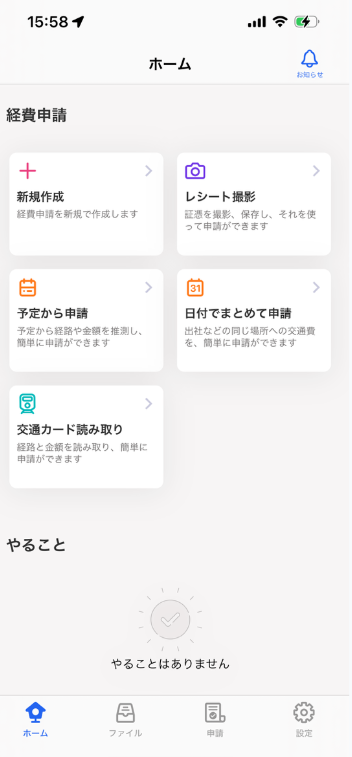 15:58
ホーム
お知らせ
経費申請
新規作成
経費申請を新規で作成します
レシート撮影
証憑を撮影、保存し、それを使
って申請ができます
予定から申請
予定から経路や金額を推測し、
簡単に申請ができます
31
日付でまとめて申請
出社などの同じ場所への交通費
を、簡単に申請ができます
交通カード読み取り
経路と金額を読み取り、簡単に
申請ができます
やること
やることはありません
ホーム
ファイル
申請
設定